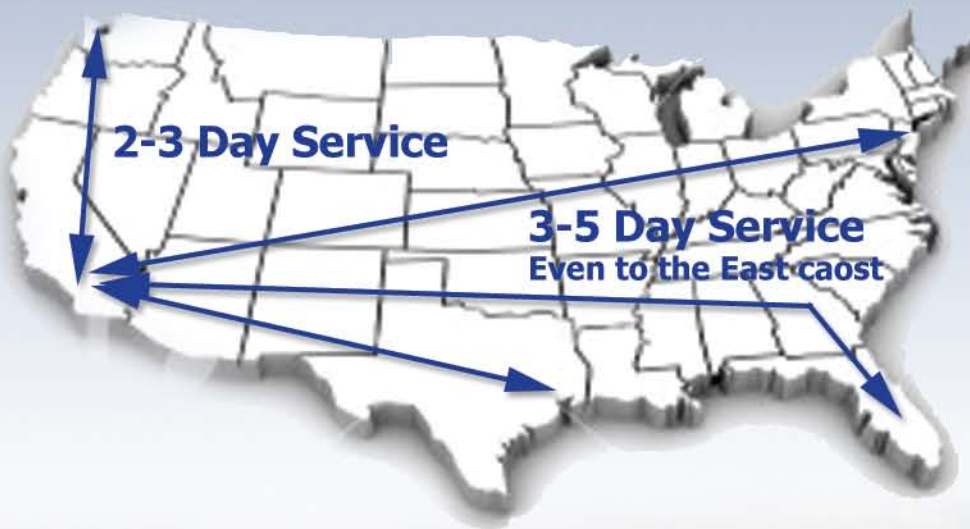 2-3 Day Service
3-5 Day Service
Even to the East caost